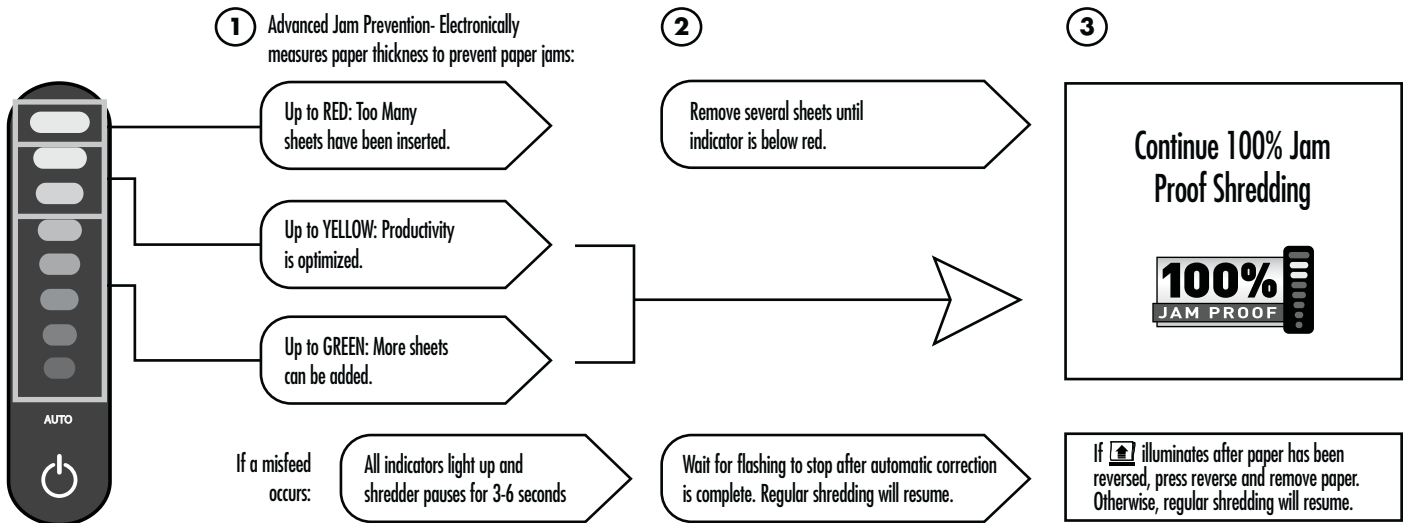 1
Advanced Jam Prevention- Electronically
measures paper thickness to prevent paper jams:
2
3
Up to RED: Too Many
sheets have been inserted.
Remove several sheets until
indicator is below red.
Continue 100% Jam
Proof Shredding
100%
JAM PROOF
Up to YELLOW: Productivity
is optimized.
Up to GREEN: More sheets
can be added.
AUTO
If a misfeed
occurs:
All indicators light up and
shredder pauses for 3-6 seconds
Wait for flashing to stop after automatic correction
is complete. Regular shredding will resume.
If illuminates after paper has been
reversed, press reverse and remove paper.
Otherwise, regular shredding will resume.